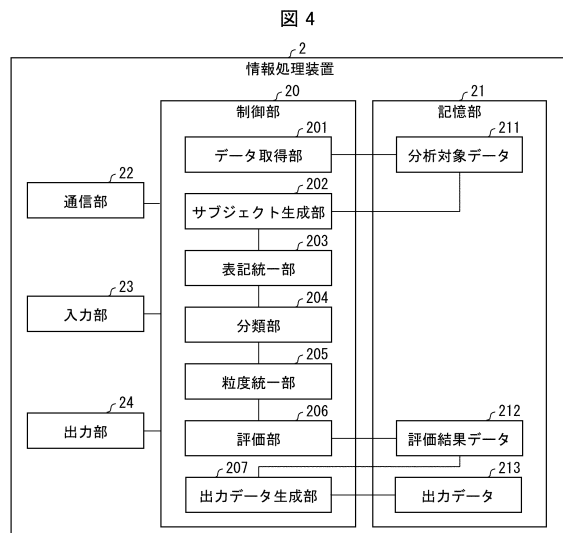 図 4
2
情報処理装置
20
制御部
21
記憶部
201
データ取得部
211
分析対象データ
22
通信部
202
サブジェクト生成部
203
表記統一部
23
入力部
204
分類部
205
粒度統一部
24
出力部
206
評価部
212
評価結果データ
207
出力データ生成部
213
出力データ